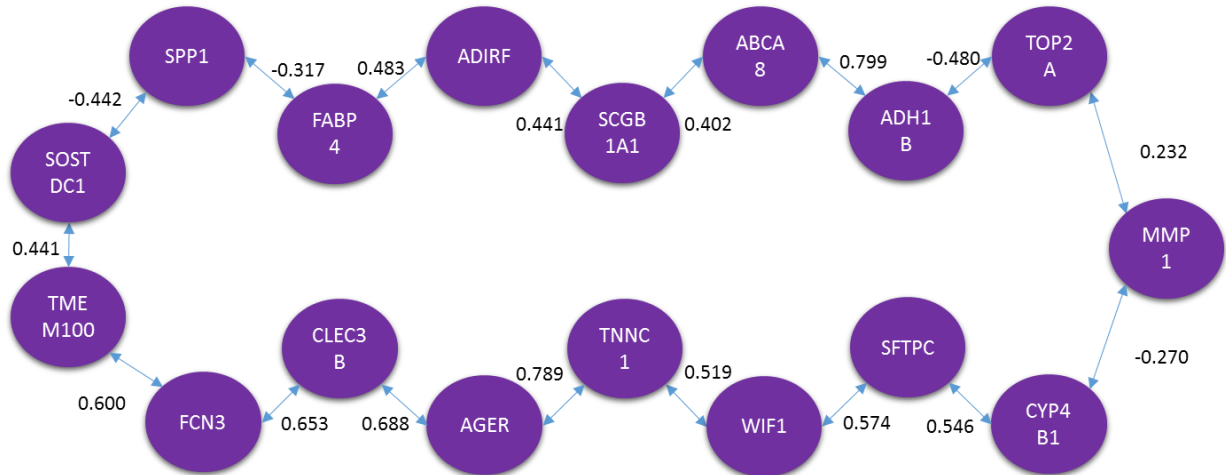 SPP1
ADIRF
ABCA
8
TOP2
A
-0.317
0.483
0.799
-0.480
-0.442
FABP
4
0.441
SCGB
1A1
0.402
ADH1
B
0.232
SOST
DC1
0.441
MMP
1
TME
M100
CLEC3
B
TNNC
1
SFTPC
-0.270
0.789
0.519
0.600
FCN3
0.653
0.688
AGER
WIF1
0.574
0.546
CYP4
B1